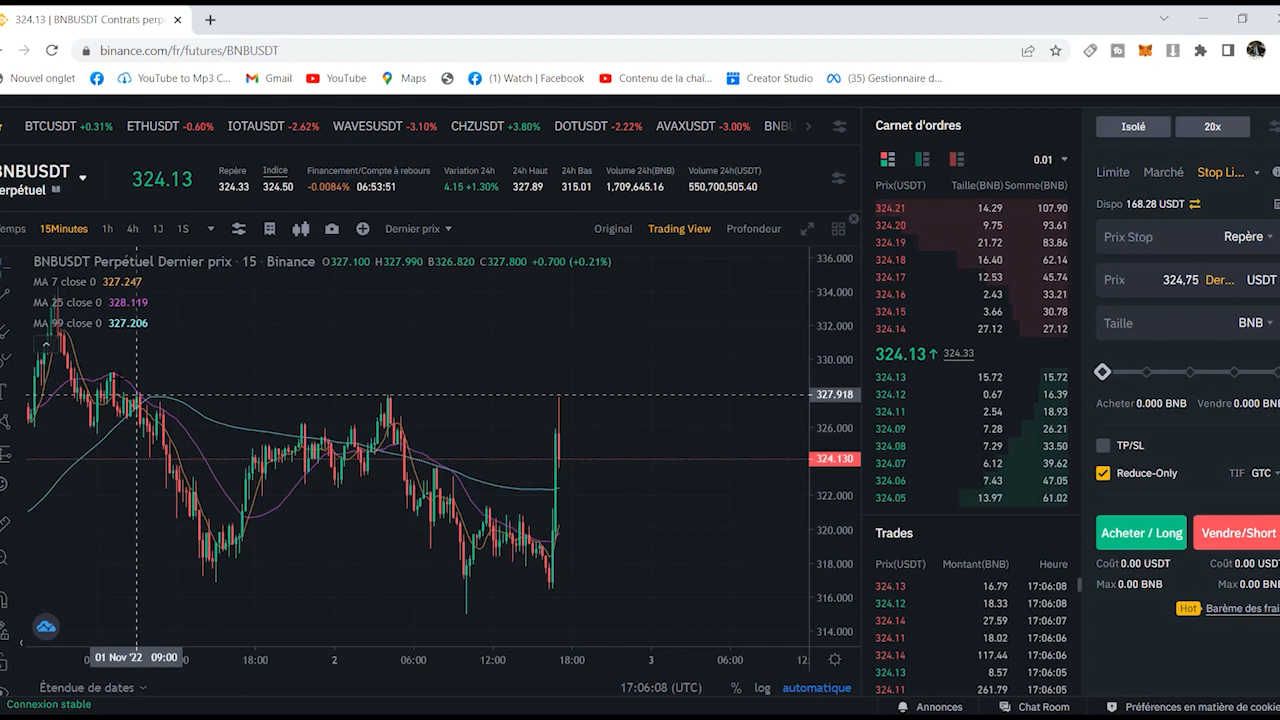 324.13 | BNBUSDT Contrats perp
binance.com/fr/futures/BNBUSDT
Nouvel onglet YouTube to Mp3 C... Gmail YouTube Maps (1) Watch | Facebook Contenu de la chaî... Creator Studio (35) Gestionnaire d...
BTCUSDT +0.31% ETHUSDT -0.60% IOTAUSDT -2.62% WAVESUSDT -3.10% CHZUSDT +3.80% DOTUSDT -2.22% AVAXUSDT -3.00% BNBU
BNBUSDT
erpétuel
324.13
Repère Indice Financement/Compte à rebours Variation 24h 24h Haut 24h Bas Volume 24h(BNB) Volume 24h(USDT)
324.33 324.50 -0.0084% 06:53:51 4.15 +1.30% 327.89 315.01 1,709,645.16 550,700,505.40
emps 15Minutes 1h 4h 1J 1S Dernier prix Original Trading View Profondeur
BNBUSDT Perpétuel Dernier prix · 15 · Binance O327.100 H327.990 B326.820 C327.800 +0.700 (+0.21%)
MA 7 close 0 327.247
MA 25 close 0 328.119
MA 99 close 0 327.206
336.000
334.000
332.000
330.000
327.918
326.000
324.130
322.000
320.000
318.000
316.000
314.000
01 Nov '22 09:00 18:00 2 06:00 12:00 18:00 3 06:00 12
Étendue de dates 17:06:08 (UTC) % log automatique
Connexion stable
Carnet d'ordres
0.01
Prix(USDT) Taille(BNB) Somme(BNB)
324.21 14.29 107.90
324.20 9.75 93.61
324.19 21.72 83.86
324.18 16.40 62.14
324.17 12.53 45.74
324.16 2.43 33.21
324.15 3.66 30.78
324.14 27.12 27.12
324.13↑ 324.33
324.13 15.72 15.72
324.12 0.67 16.39
324.11 2.54 18.93
324.09 7.28 26.21
324.08 7.29 33.50
324.07 6.12 39.62
324.06 7.43 47.05
324.05 13.97 61.02
Trades
Prix(USDT) Montant(BNB) Heure
324.13 16.79 17:06:08
324.12 18.33 17:06:08
324.14 27.59 17:06:07
324.11 18.02 17:06:06
324.14 117.44 17:06:06
324.13 8.57 17:06:05
324.11 261.79 17:06:05
Isolé 20x
Limite Marché Stop Li...
Dispo 168.28 USDT
Prix Stop Repère
Prix 324,75 Der... USDT
Taille BNB
Acheter 0.000 BNB Vendre 0.000 BN
TP/SL
Reduce-Only TIF GTC
Acheter / Long Vendre/Short
Coût 0.00 USDT Coût 0.00 USD
Max 0.00 BNB Max 0.00 BN
Hot Barème des frai
Annonces Chat Room Préférences en matière de cookie